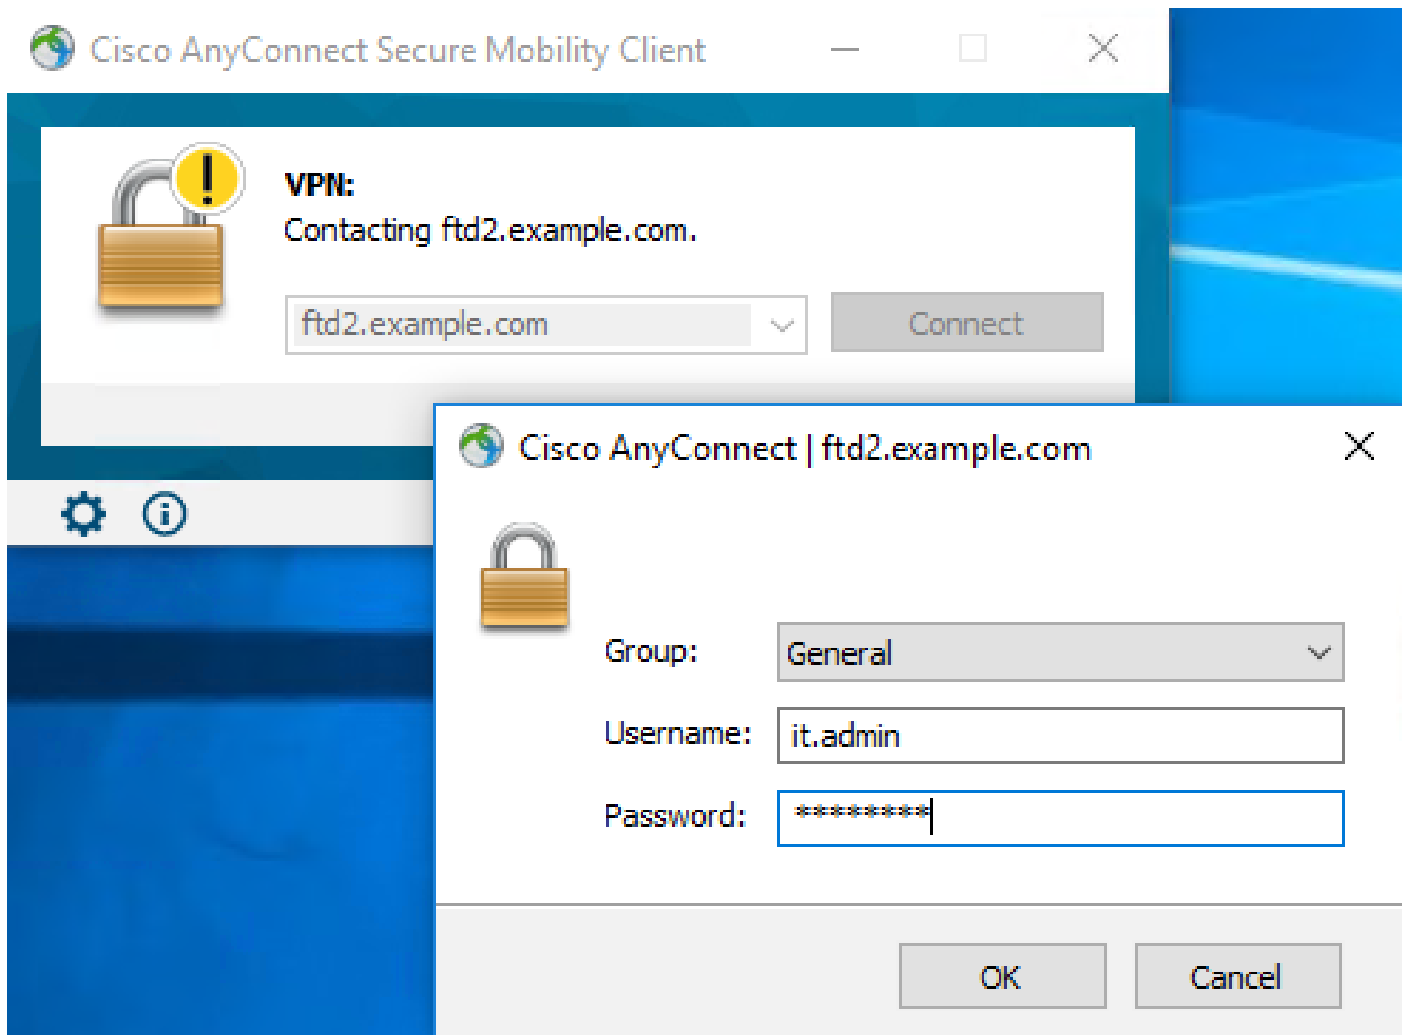 Cisco AnyConnect Secure Mobility Client
VPN:
Contacting ftd2.example.com.
ftd2.example.com
Connect
Cisco AnyConnect | ftd2.example.com
Group:
General
Username:
it.admin
Password:
********
OK
Cancel